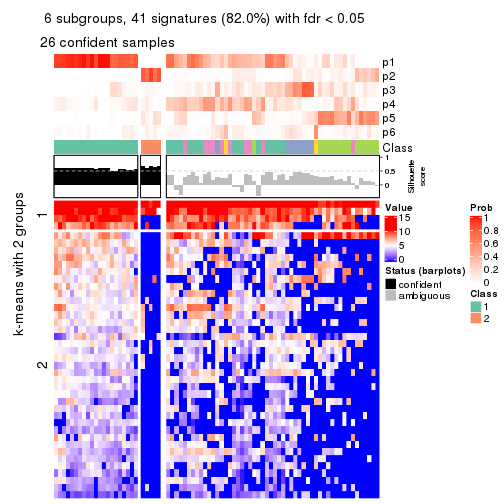 6 subgroups, 41 signatures (82.0%) with fdr < 0.05
26 confident samples
p1
p2
p3
p4
p5
p6
Class
1
0.5
0
Silhouette
score
k-means with 2 groups
1
2
Value
15
10
5
0
Status (barplots)
confident
ambiguous
Prob
1
0.8
0.6
0.4
0.2
0
Class
1
2